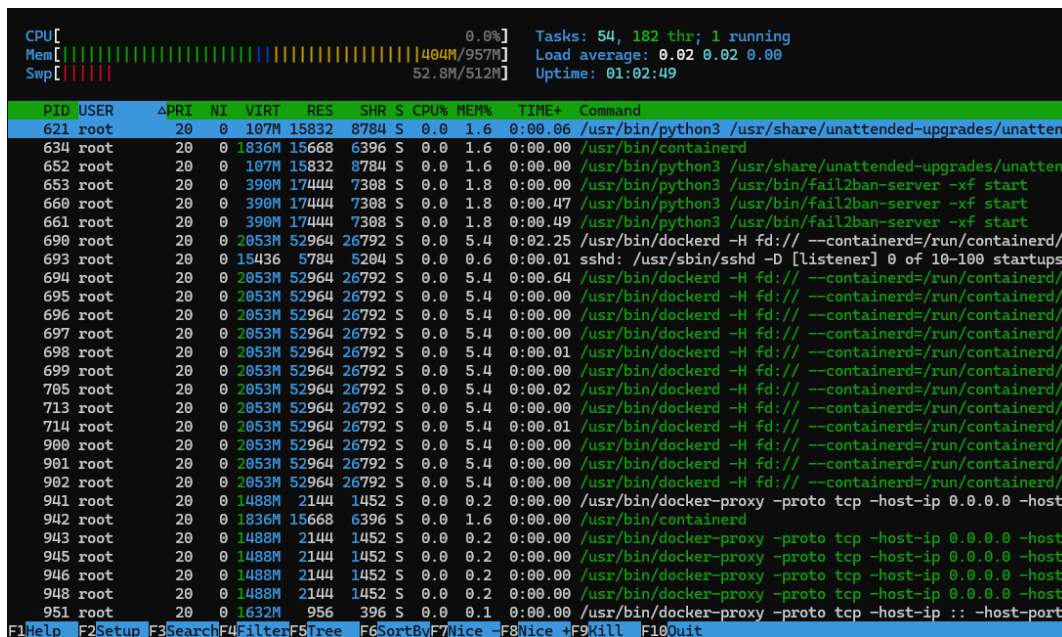 CPU[ 0.0%] Tasks: 54, 182 thr; 1 running
Mem[||||||||||||||||||||||||||||||||||||||||||404M/957M] Load average: 0.02 0.02 0.00
Swp[|||||| 52.8M/512M] Uptime: 01:02:49
PID USER △PRI NI VIRT RES SHR S CPU% MEM% TIME+ Command
621 root 20 0 107M 15832 8784 S 0.0 1.6 0:00.06 /usr/bin/python3 /usr/share/unattended-upgrades/unatten
634 root 20 0 1836M 15668 6396 S 0.0 1.6 0:00.00 /usr/bin/containerd
652 root 20 0 107M 15832 8784 S 0.0 1.6 0:00.00 /usr/bin/python3 /usr/share/unattended-upgrades/unatten
653 root 20 0 390M 17444 7308 S 0.0 1.8 0:00.00 /usr/bin/python3 /usr/bin/fail2ban-server -xf start
660 root 20 0 390M 17444 7308 S 0.0 1.8 0:00.47 /usr/bin/python3 /usr/bin/fail2ban-server -xf start
661 root 20 0 390M 17444 7308 S 0.0 1.8 0:00.49 /usr/bin/python3 /usr/bin/fail2ban-server -xf start
690 root 20 0 2053M 52964 26792 S 0.0 5.4 0:02.25 /usr/bin/dockerd -H fd:// --containerd=/run/containerd/
693 root 20 0 15436 5784 5204 S 0.0 0.6 0:00.01 sshd: /usr/sbin/sshd -D [listener] 0 of 10-100 startups
694 root 20 0 2053M 52964 26792 S 0.0 5.4 0:00.64 /usr/bin/dockerd -H fd:// --containerd=/run/containerd/
695 root 20 0 2053M 52964 26792 S 0.0 5.4 0:00.00 /usr/bin/dockerd -H fd:// --containerd=/run/containerd/
696 root 20 0 2053M 52964 26792 S 0.0 5.4 0:00.00 /usr/bin/dockerd -H fd:// --containerd=/run/containerd/
697 root 20 0 2053M 52964 26792 S 0.0 5.4 0:00.00 /usr/bin/dockerd -H fd:// --containerd=/run/containerd/
698 root 20 0 2053M 52964 26792 S 0.0 5.4 0:00.01 /usr/bin/dockerd -H fd:// --containerd=/run/containerd/
699 root 20 0 2053M 52964 26792 S 0.0 5.4 0:00.00 /usr/bin/dockerd -H fd:// --containerd=/run/containerd/
705 root 20 0 2053M 52964 26792 S 0.0 5.4 0:00.02 /usr/bin/dockerd -H fd:// --containerd=/run/containerd/
713 root 20 0 2053M 52964 26792 S 0.0 5.4 0:00.00 /usr/bin/dockerd -H fd:// --containerd=/run/containerd/
714 root 20 0 2053M 52964 26792 S 0.0 5.4 0:00.01 /usr/bin/dockerd -H fd:// --containerd=/run/containerd/
900 root 20 0 2053M 52964 26792 S 0.0 5.4 0:00.00 /usr/bin/dockerd -H fd:// --containerd=/run/containerd/
901 root 20 0 2053M 52964 26792 S 0.0 5.4 0:00.00 /usr/bin/dockerd -H fd:// --containerd=/run/containerd/
902 root 20 0 2053M 52964 26792 S 0.0 5.4 0:00.00 /usr/bin/dockerd -H fd:// --containerd=/run/containerd/
941 root 20 0 1488M 2144 1452 S 0.0 0.2 0:00.00 /usr/bin/docker-proxy -proto tcp -host-ip 0.0.0.0 -host
942 root 20 0 1836M 15668 6396 S 0.0 1.6 0:00.00 /usr/bin/containerd
943 root 20 0 1488M 2144 1452 S 0.0 0.2 0:00.00 /usr/bin/docker-proxy -proto tcp -host-ip 0.0.0.0 -host
945 root 20 0 1488M 2144 1452 S 0.0 0.2 0:00.00 /usr/bin/docker-proxy -proto tcp -host-ip 0.0.0.0 -host
946 root 20 0 1488M 2144 1452 S 0.0 0.2 0:00.00 /usr/bin/docker-proxy -proto tcp -host-ip 0.0.0.0 -host
948 root 20 0 1488M 2144 1452 S 0.0 0.2 0:00.00 /usr/bin/docker-proxy -proto tcp -host-ip 0.0.0.0 -host
951 root 20 0 1632M 956 396 S 0.0 0.1 0:00.00 /usr/bin/docker-proxy -proto tcp -host-ip :: -host-port
F1Help F2Setup F3SearchF4FilterF5Tree F6SortByF7Nice -F8Nice +F9Kill F10Quit